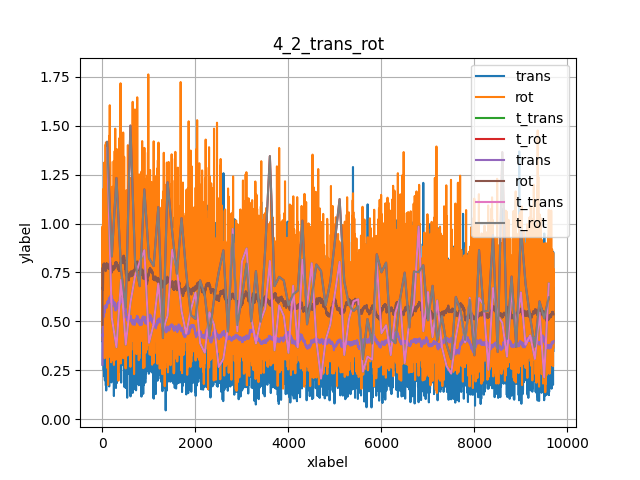 4_2_trans_rot
1.75
1.50
1.25
1.00
0.75
0.50
0.25
0.00
ylabel
trans
rot
t_trans
t_rot
trans
rot
t_trans
t_rot
0
2000
4000
6000
8000
10000
xlabel